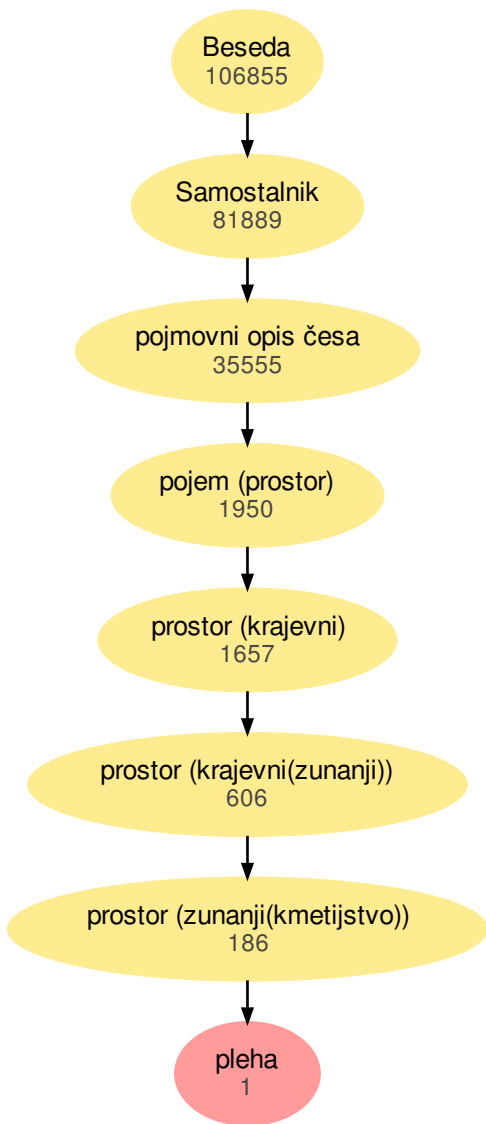 Beseda
106855
Samostalnik
81889
pojmovni opis česa
35555
pojem (prostor)
1950
prostor (krajevni)
1657
prostor (krajevni(zunanji))
606
prostor (zunanji(kmetijstvo))
186
pleha
1